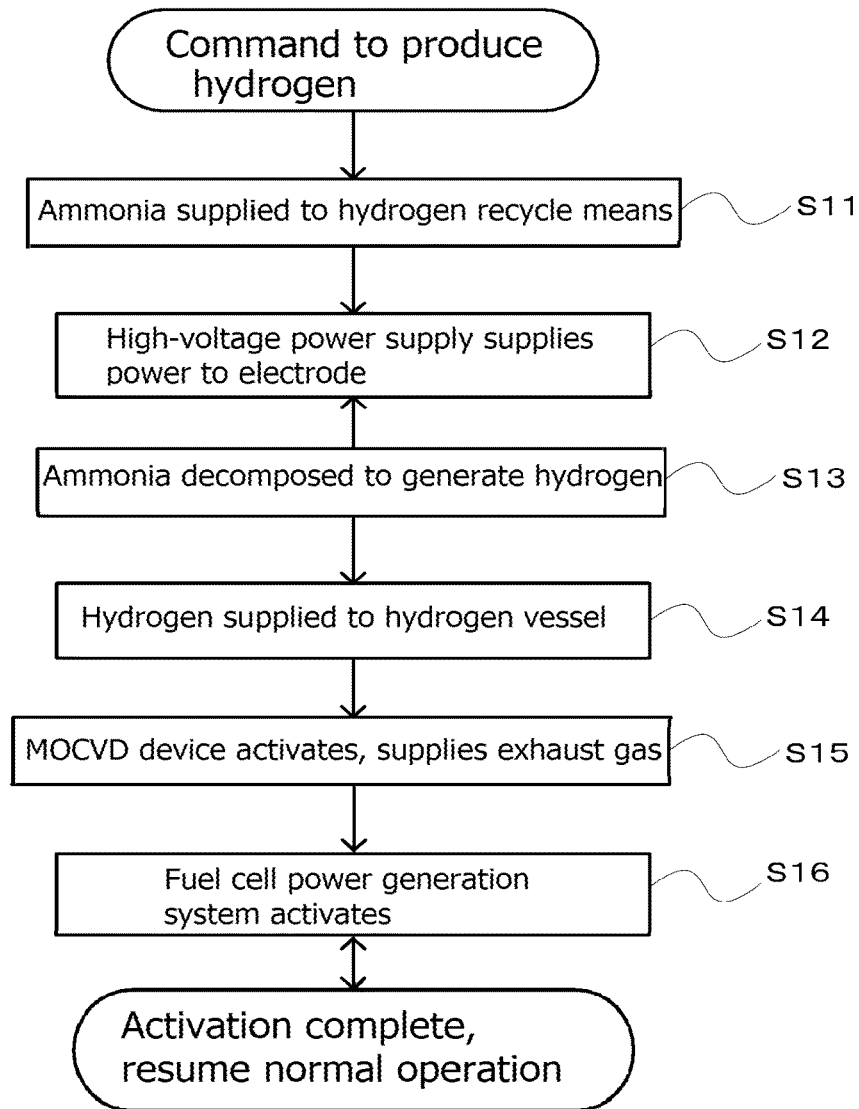 Command to produce
hydrogen
Ammonia supplied to hydrogen recycle means
S11
High-voltage power supply supplies
power to electrode
S12
Ammonia decomposed to generate hydrogen
S13
Hydrogen supplied to hydrogen vessel
S14
MOCVD device activates, supplies exhaust gas
S15
Fuel cell power generation
system activates
S16
Activation complete,
resume normal operation